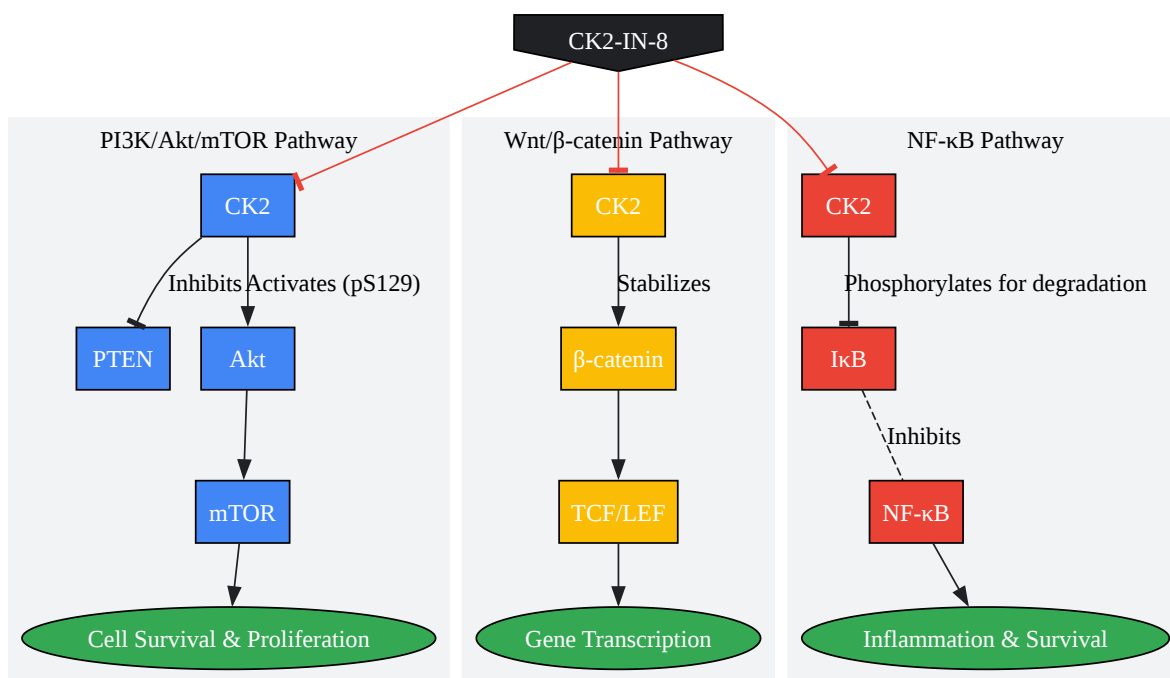 CK2-IN-8
PI3K/Akt/mTOR Pathway
Wnt/β-catenin Pathway
NF-κB Pathway
CK2
CK2
CK2
Inhibits
Activates (pS129)
Stabilizes
Phosphorylates for degradation
PTEN
Akt
β-catenin
IκB
Inhibits
mTOR
TCF/LEF
NF-κB
Cell Survival & Proliferation
Gene Transcription
Inflammation & Survival